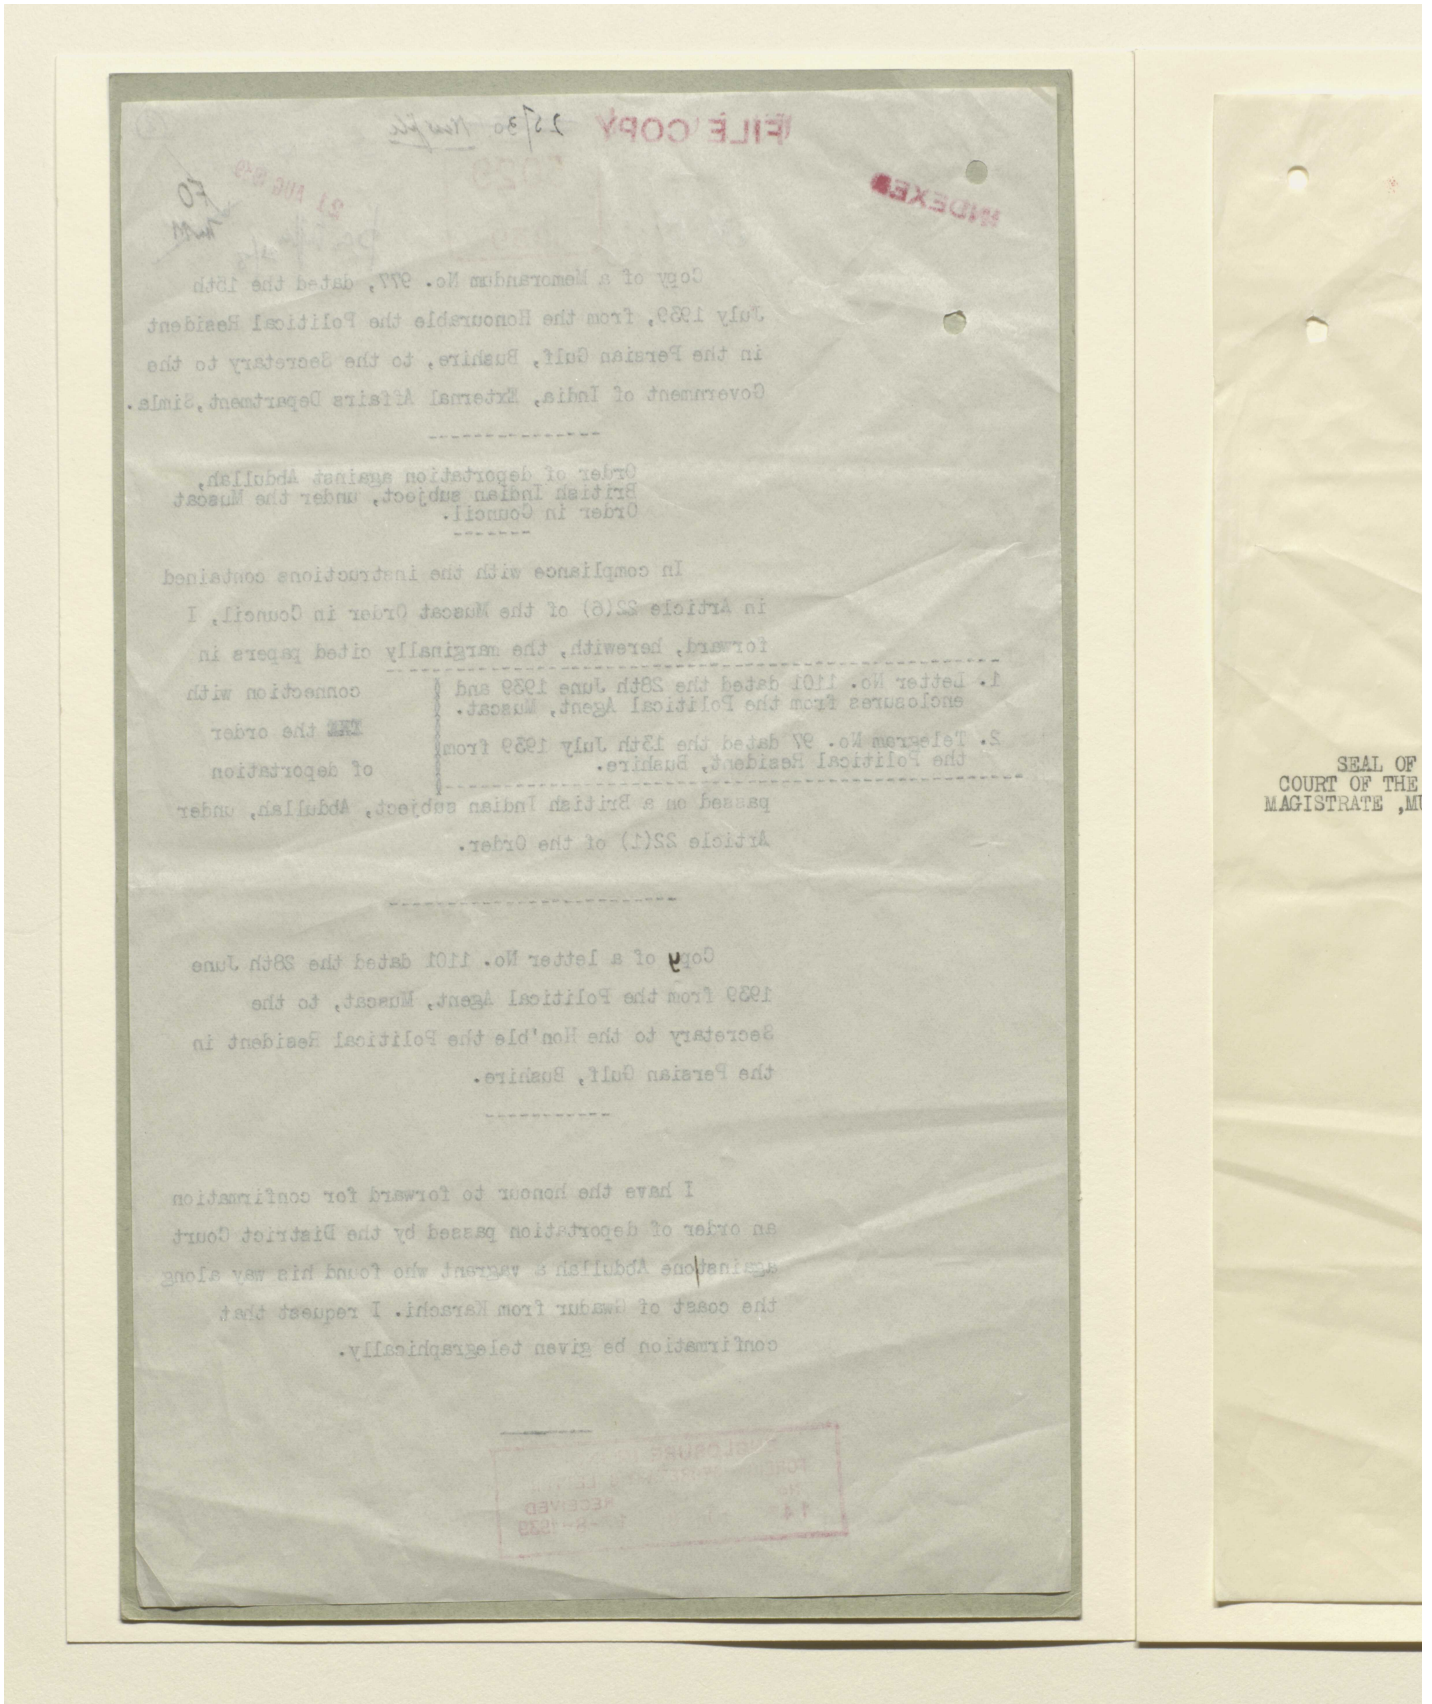 FILE COPY
25/30 New file
INDEXED
21 AUG 1939
FO
Copy of a Memorandum No. 977, dated the 15th
July 1939, from the Honourable the Political Resident
in the Persian Gulf, Bushire, to the Secretary to the
Government of India, External Affairs Department, Simla.
Order of deportation against Abdullah,
British Indian subject, under the Muscat
Order in Council.
In compliance with the instructions contained
in Article 22(6) of the Muscat Order in Council, I
forward, herewith, the marginally cited papers in
1. Letter No. 1101 dated the 28th June 1939 and
enclosures from the Political Agent, Muscat.
2. Telegram No. 97 dated the 13th July 1939 from
the Political Resident, Bushire.
connection with
the order
of deportation
passed on a British Indian subject, Abdullah, under
Article 22(1) of the Order.
Copy of a letter No. 1101 dated the 28th June
1939 from the Political Agent, Muscat, to the
Secretary to the Hon'ble the Political Resident in
the Persian Gulf, Bushire.
I have the honour to forward for confirmation
an order of deportation passed by the District Court
against one Abdullah a vagrant who found his way along
the coast of Gwadur from Karachi. I request that
confirmation be given telegraphically.
ENCLOSURE
LETTER
No
RECEIVED
-8-1939
SEAL OF
COURT OF THE
MAGISTRATE ,MU